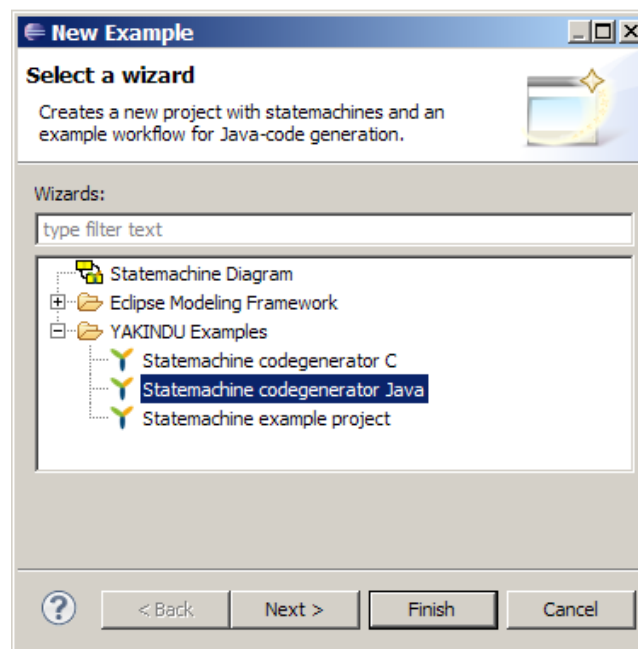 New Example
Select a wizard
Creates a new project with statemachines and an
example workflow for Java-code generation.
Wizards:
type filter text
Statemachine Diagram
Eclipse Modeling Framework
YAKINDU Examples
Statemachine codegenerator C
Statemachine codegenerator Java
Statemachine example project
? < Back Next > Finish Cancel